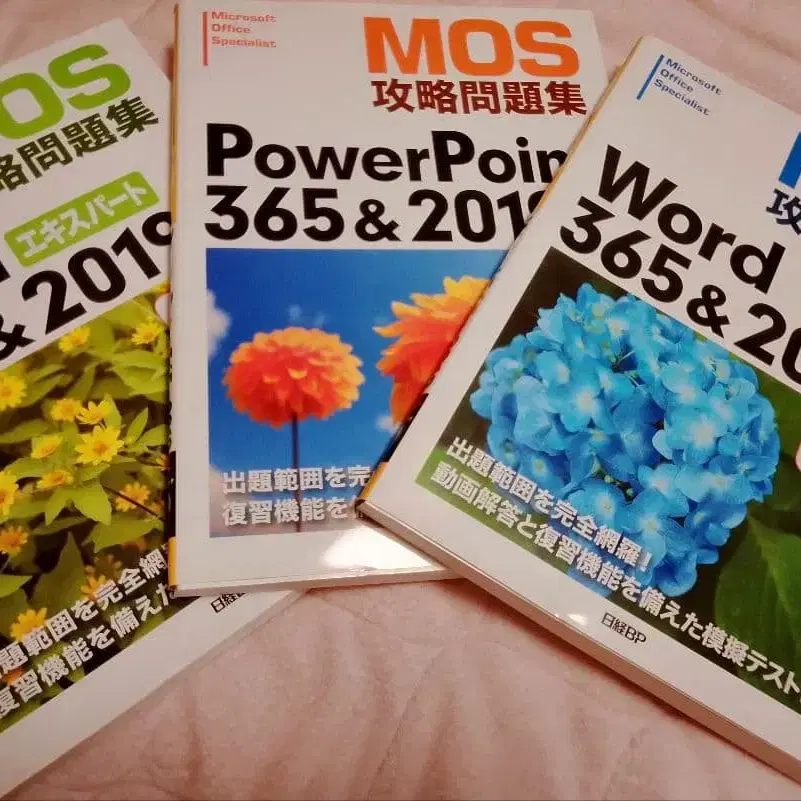 OS
略問題集
エキスパート
& 2019
出題範囲を完全網
復習機能を備えた
日経B
Microsoft
Office
Specialist
MOS
攻略問題集
PowerPoin
365 & 2019
出題範囲を完
復習機能を
Microsoft
Office
Specialist
攻
Word
365 & 20
出題範囲を完全網羅!
動画解答と復習機能を備えた模擬テスト
日経BP